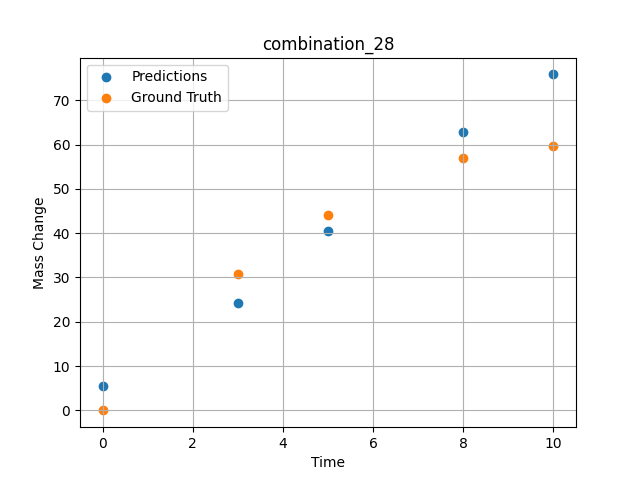 combination_28
Predictions
Ground Truth
70
60
50
40
30
20
10
0
Mass Change
0 2 4 6 8 10
Time